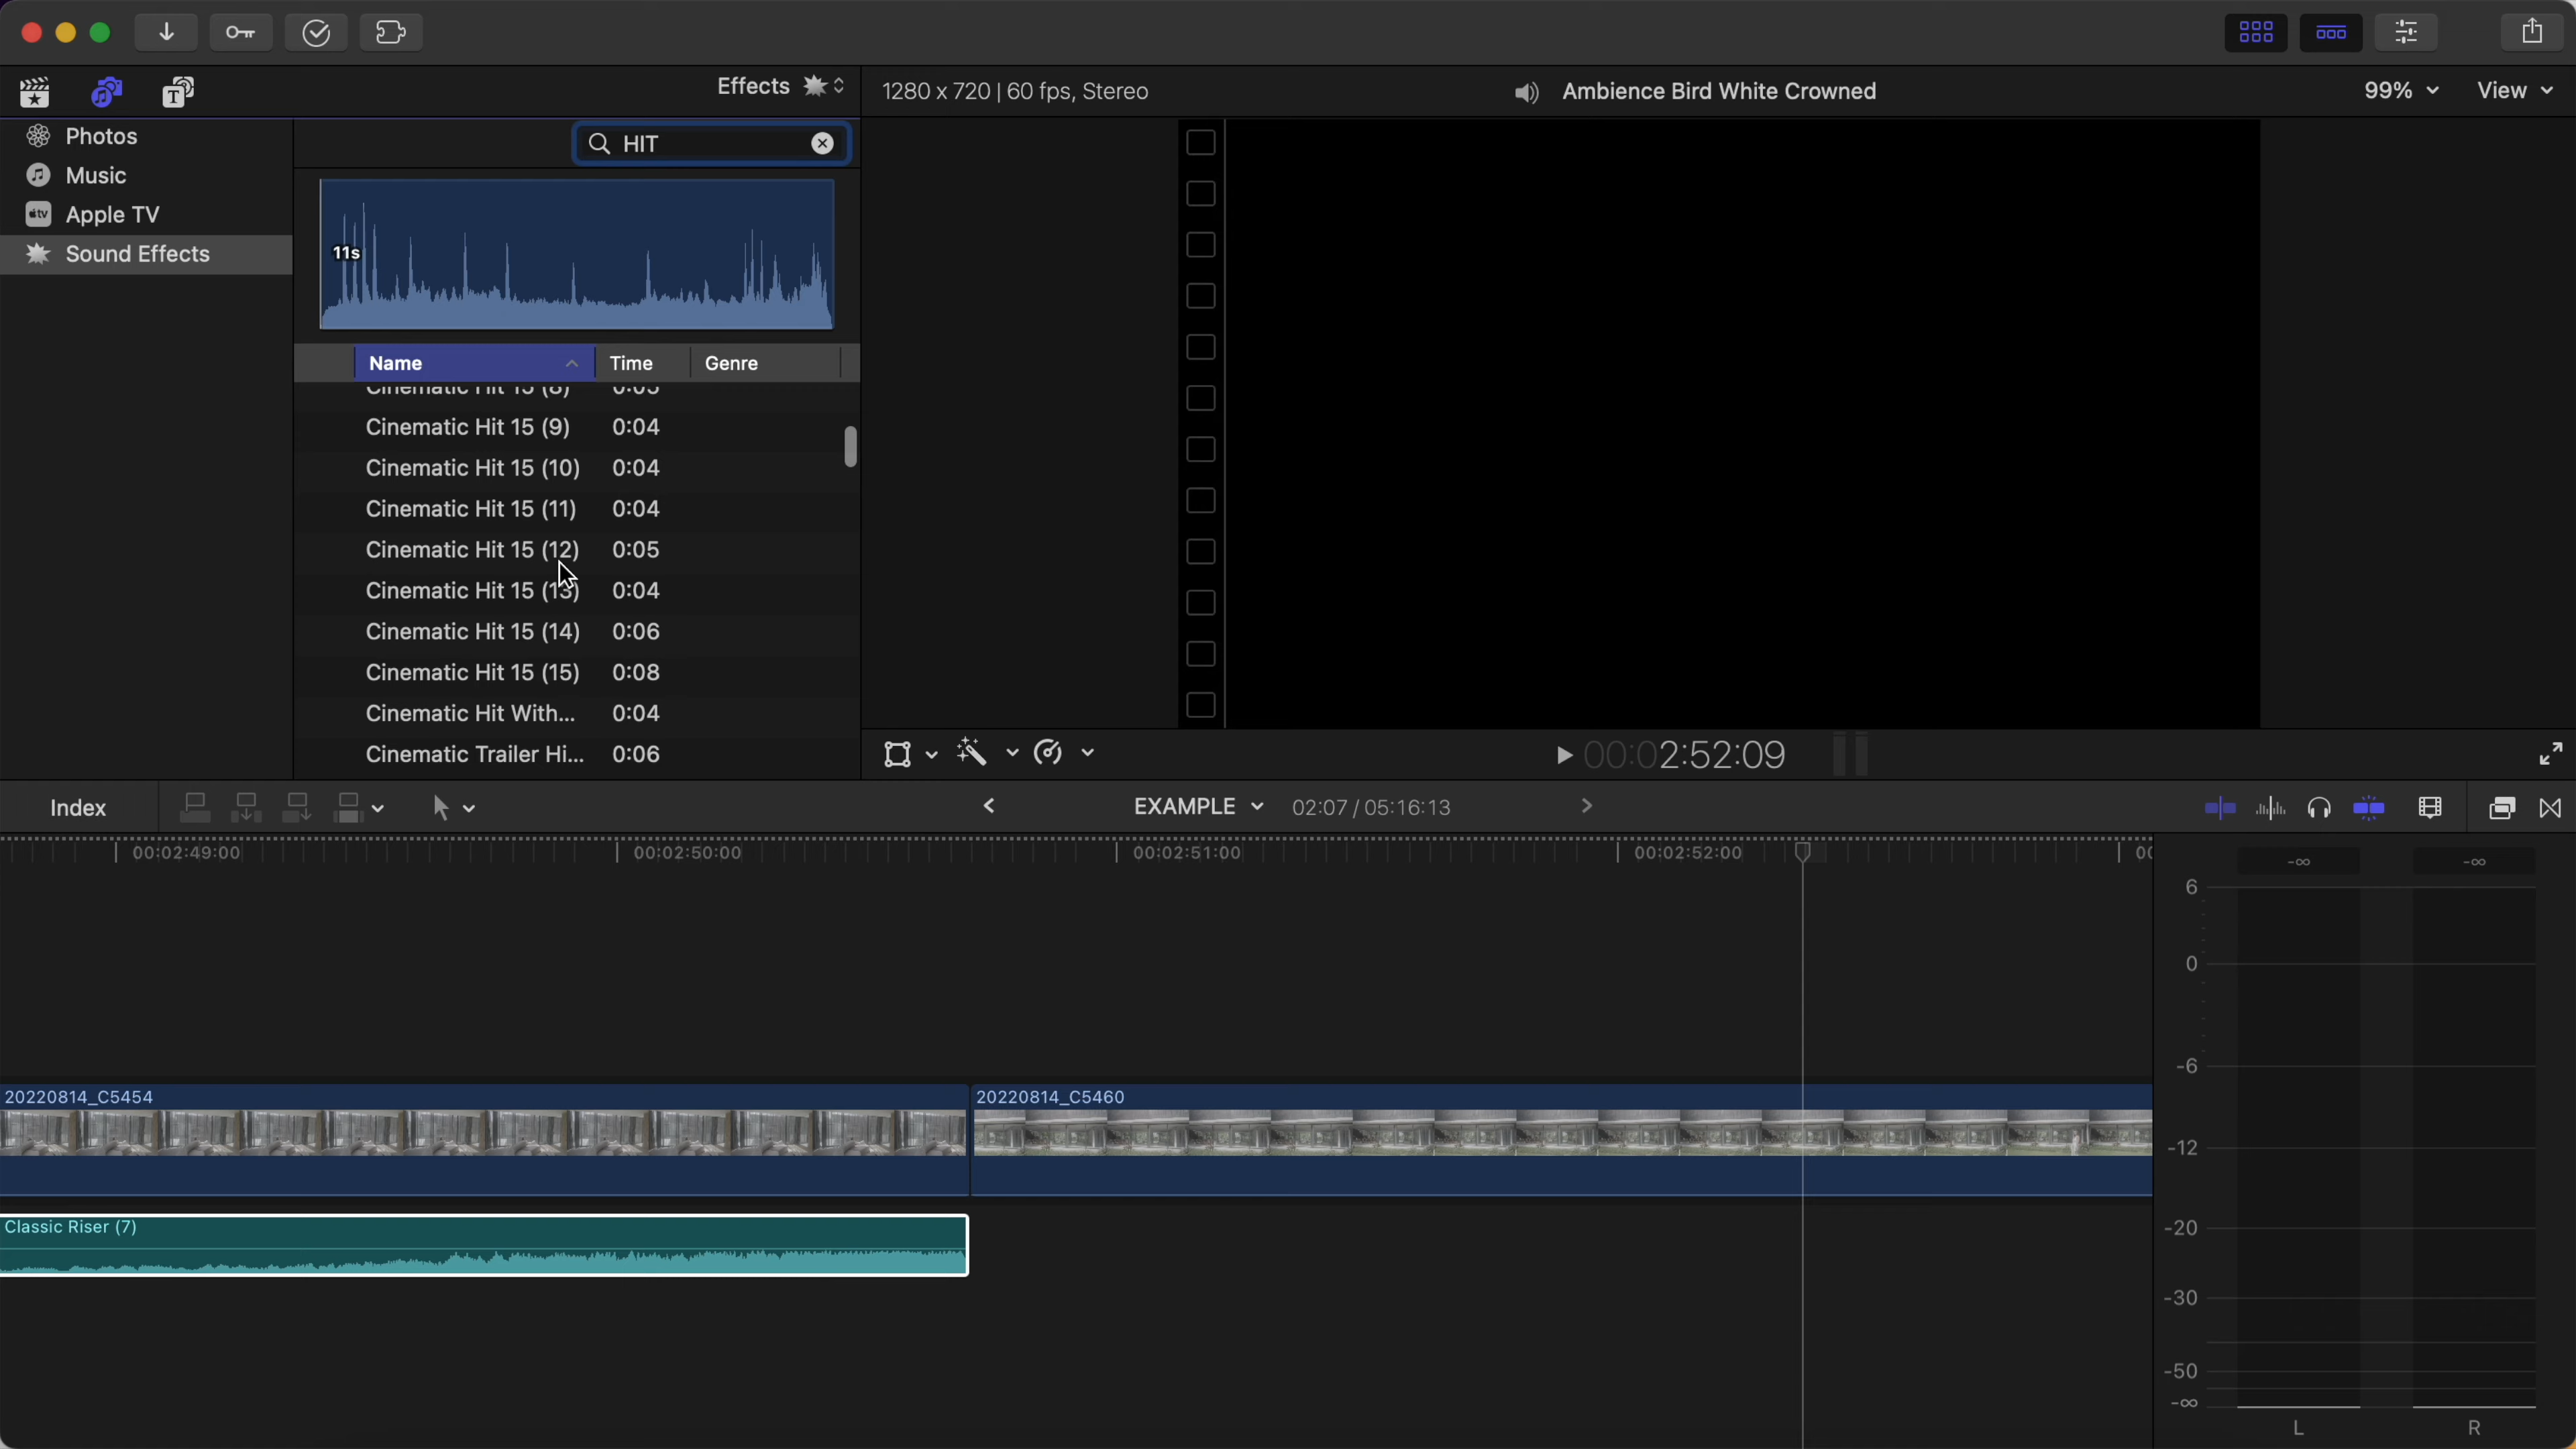 Effects
1280 x 720 | 60 fps, Stereo
Ambience Bird White Crowned
99%
View
Photos
Music
Apple TV
Sound Effects
HIT
11s
Name Time Genre
Cinematic Hit 15 (8) 0:05
Cinematic Hit 15 (9) 0:04
Cinematic Hit 15 (10) 0:04
Cinematic Hit 15 (11) 0:04
Cinematic Hit 15 (12) 0:05
Cinematic Hit 15 (13) 0:04
Cinematic Hit 15 (14) 0:06
Cinematic Hit 15 (15) 0:08
Cinematic Hit With... 0:04
Cinematic Trailer Hi... 0:06
00:02:52:09
Index
EXAMPLE
02:07 / 05:16:13
00:02:49:00
00:02:50:00
00:02:51:00
00:02:52:00
20220814_C5454
20220814_C5460
Classic Riser (7)
-∞ -∞
6
0
-6
-12
-20
-30
-50
-∞
L R